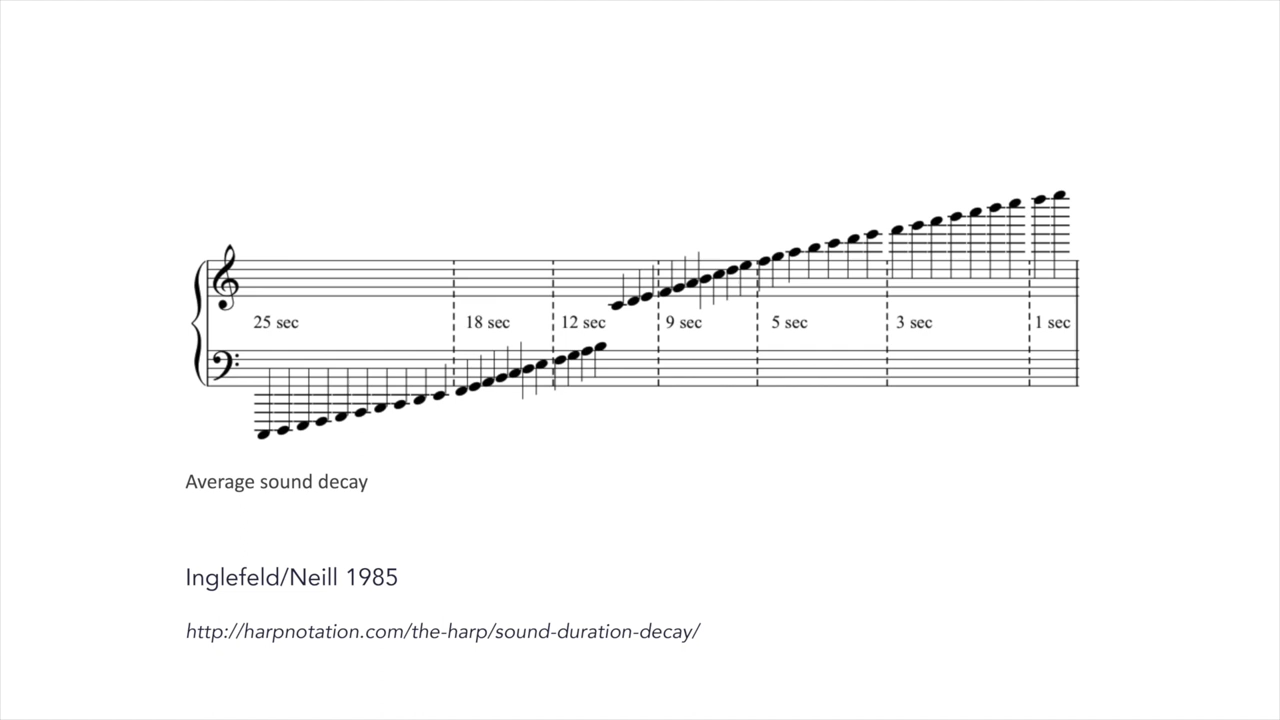 25 sec
18 sec
12 sec
9 sec
5 sec
3 sec
1 sec
Average sound decay
Inglefeld/Neill 1985
http://harpnotation.com/the-harp/sound-duration-decay/